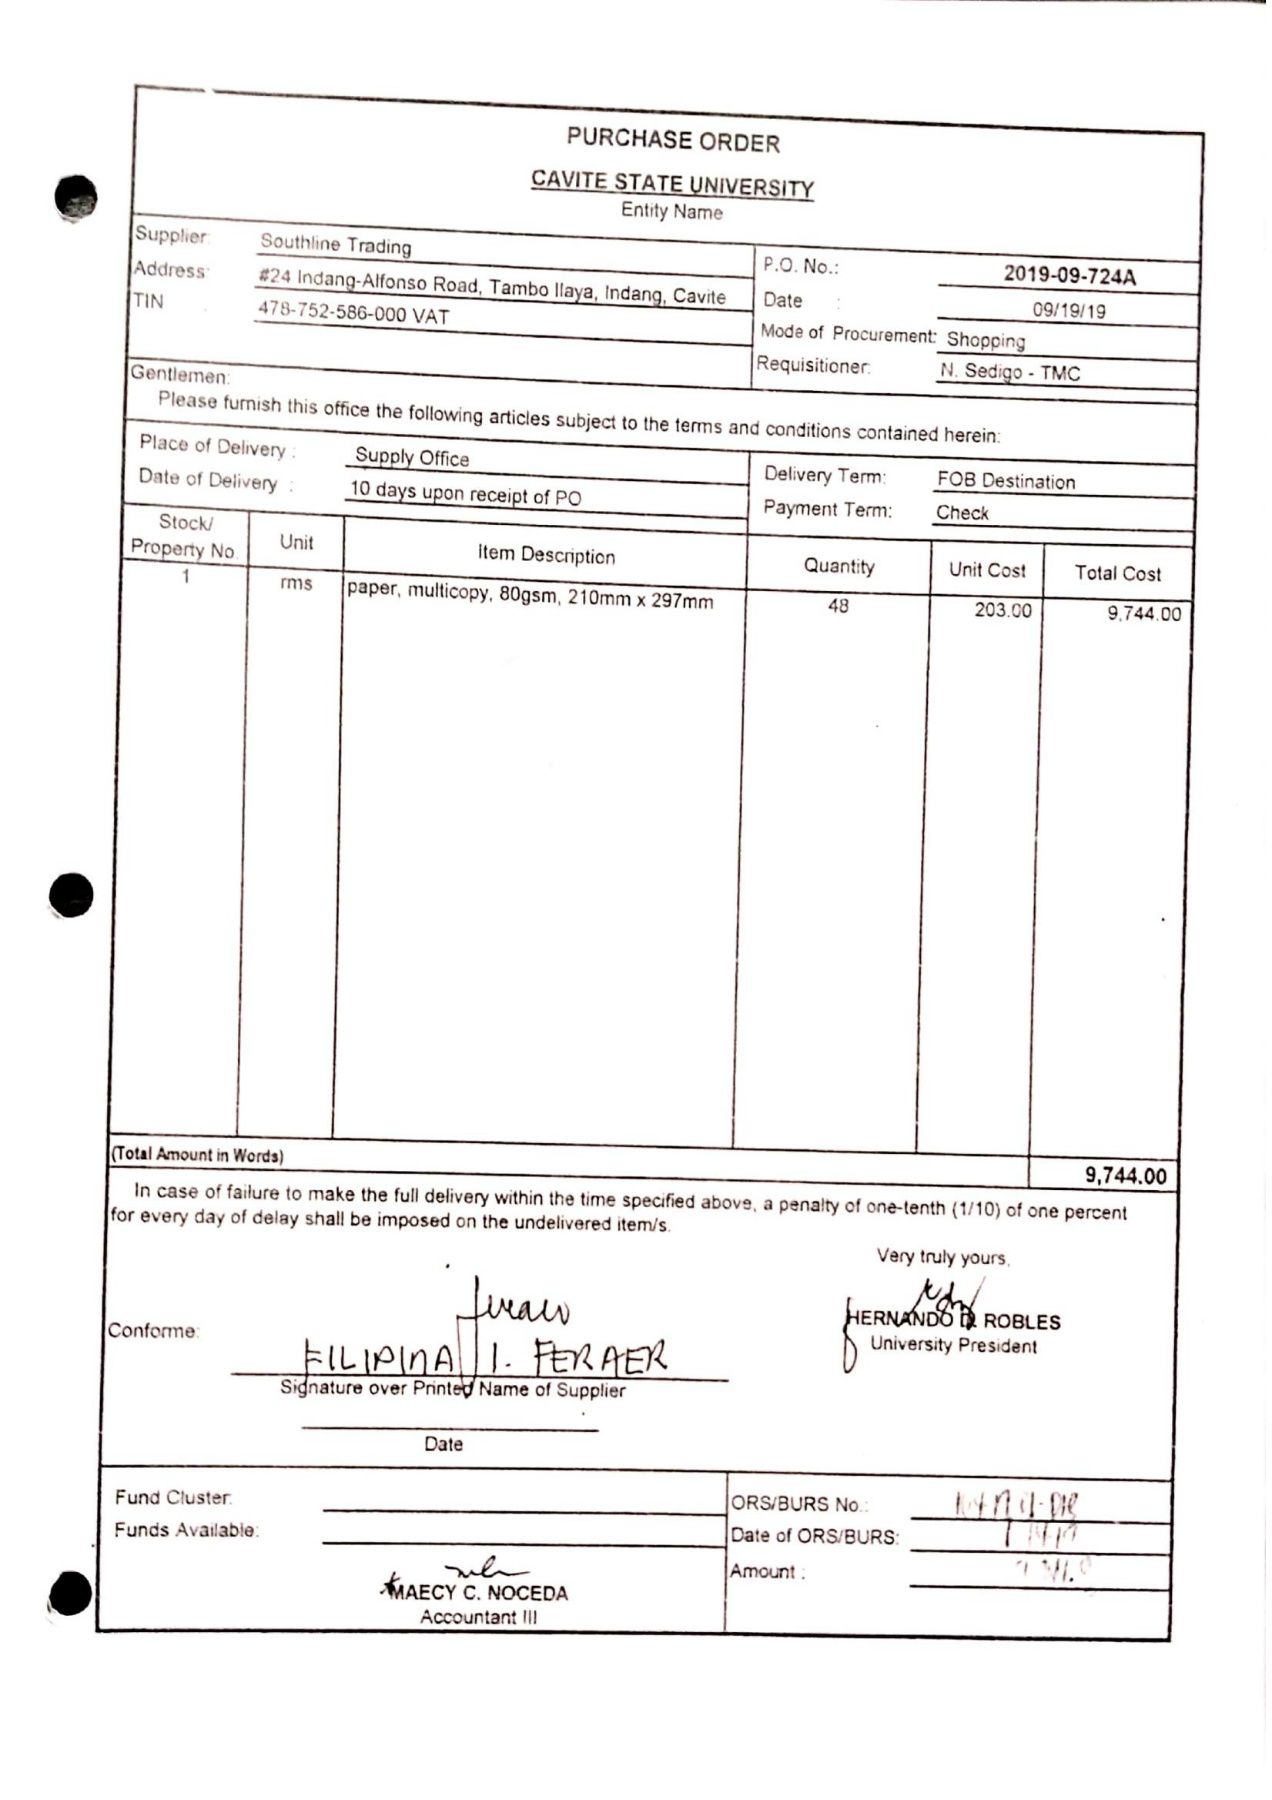 PURCHASE ORDER
CAVITE STATE UNIVERSITY
Entity Name
Supplier: Southline Trading
Address: #24 Indang-Alfonso Road, Tambo Ilaya, Indang, Cavite
TIN : 478-752-586-000 VAT
P.O. No.: 2019-09-724A
Date : 09/19/19
Mode of Procurement: Shopping
Requisitioner: N. Sedigo - TMC
Gentlemen:
Please furnish this office the following articles subject to the terms and conditions contained herein:
Place of Delivery : Supply Office
Date of Delivery : 10 days upon receipt of PO
Delivery Term: FOB Destination
Payment Term: Check
Stock/ Property No. Unit Item Description Quantity Unit Cost Total Cost
1 rms paper, multicopy, 80gsm, 210mm x 297mm 48 203.00 9,744.00
(Total Amount in Words) 9,744.00
In case of failure to make the full delivery within the time specified above, a penalty of one-tenth (1/10) of one percent
for every day of delay shall be imposed on the undelivered item/s.
Very truly yours,
HERNANDO D. ROBLES
University President
Conforme:
FILIPINA I. FERAER
Signature over Printed Name of Supplier
Date
Fund Cluster:
Funds Available:
MAECY C. NOCEDA
Accountant III
ORS/BURS No.:
Date of ORS/BURS:
Amount :